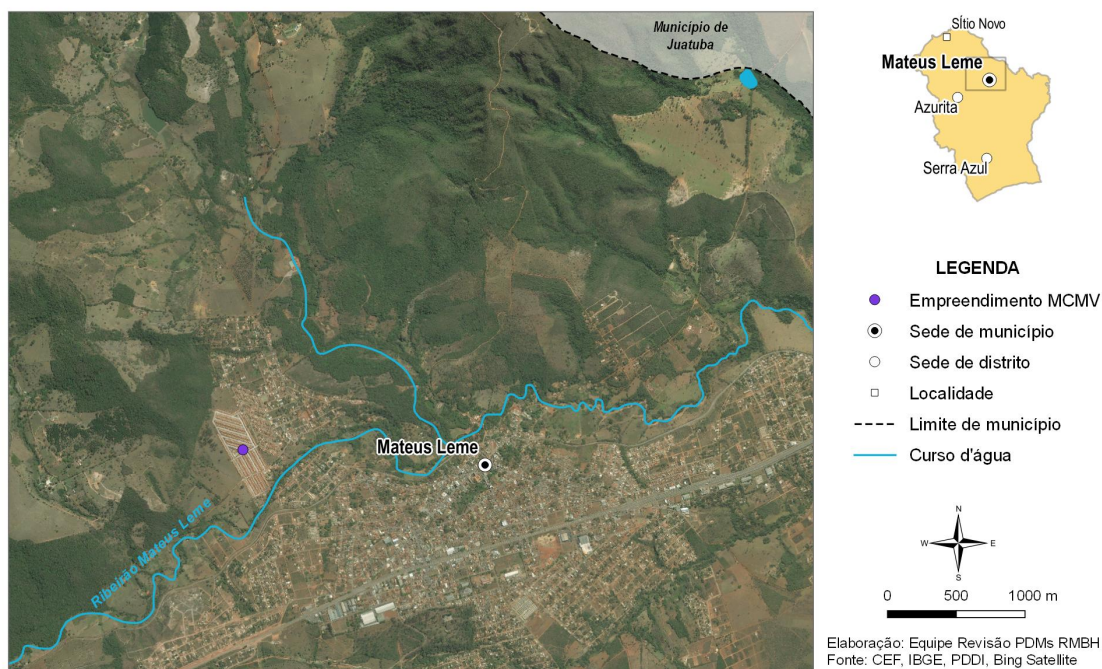 Município de
Juatuba
Mateus Leme
Ribeirão Mateus Leme
Sítio Novo
Mateus Leme
Azurita
Serra Azul
LEGENDA
Empreendimento MCMV
Sede de município
Sede de distrito
Localidade
Limite de município
Curso d'água
N
W
E
S
0 500 1000 m
Elaboração: Equipe Revisão PDMs RMBH
Fonte: CEF, IBGE, PDDI, Bing Satellite